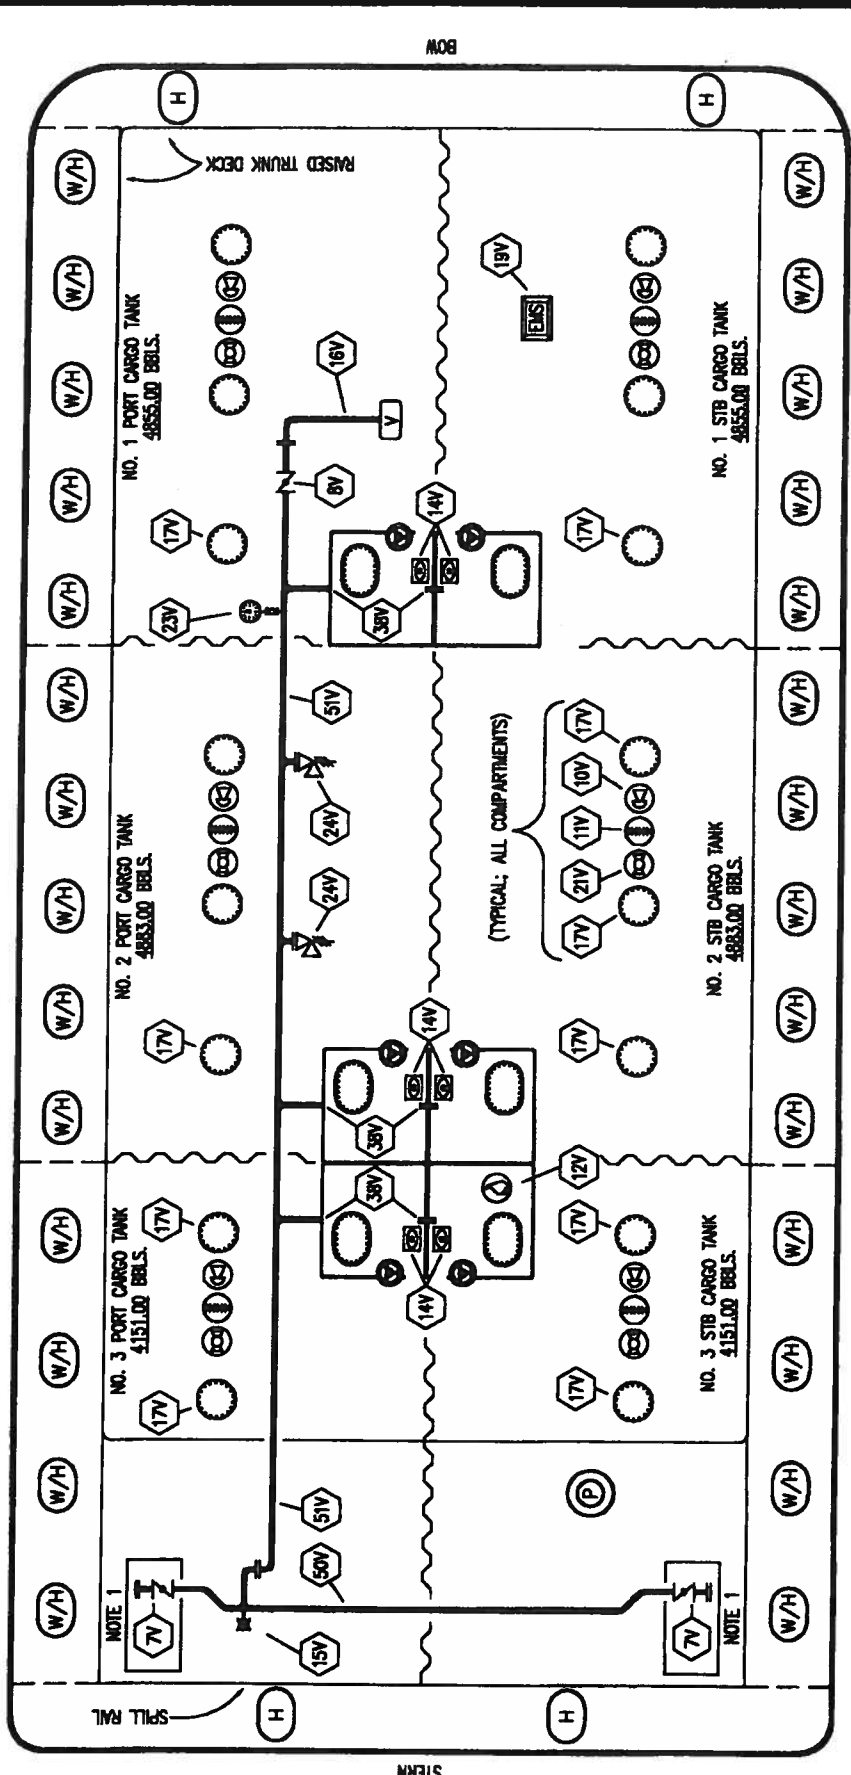 BOW
H
H
RAISED TRUNK DECK
W/H
W/H
W/H
W/H
W/H
W/H
W/H
W/H
W/H
W/H
W/H
W/H
W/H
W/H
NO. 1 PORT CARGO TANK
4855.00 BBLS.
17V
23V
16V
V
8V
14V
38V
51V
19V
EMS
NO. 1 STB CARGO TANK
4855.00 BBLS.
17V
NO. 2 PORT CARGO TANK
4883.00 BBLS.
17V
24V
24V
14V
38V
(TYPICAL; ALL COMPARTMENTS)
17V
10V
11V
21V
17V
NO. 2 STB CARGO TANK
4883.00 BBLS.
17V
NO. 3 PORT CARGO TANK
4151.00 BBLS.
17V
17V
38V
14V
12V
17V
17V
NO. 3 STB CARGO TANK
4151.00 BBLS.
P
51V
50V
15V
NOTE 1
7V
7V
NOTE 1
W/H
W/H
W/H
W/H
W/H
W/H
W/H
W/H
W/H
W/H
W/H
W/H
W/H
W/H
SPILL RAIL
H
H
STERN